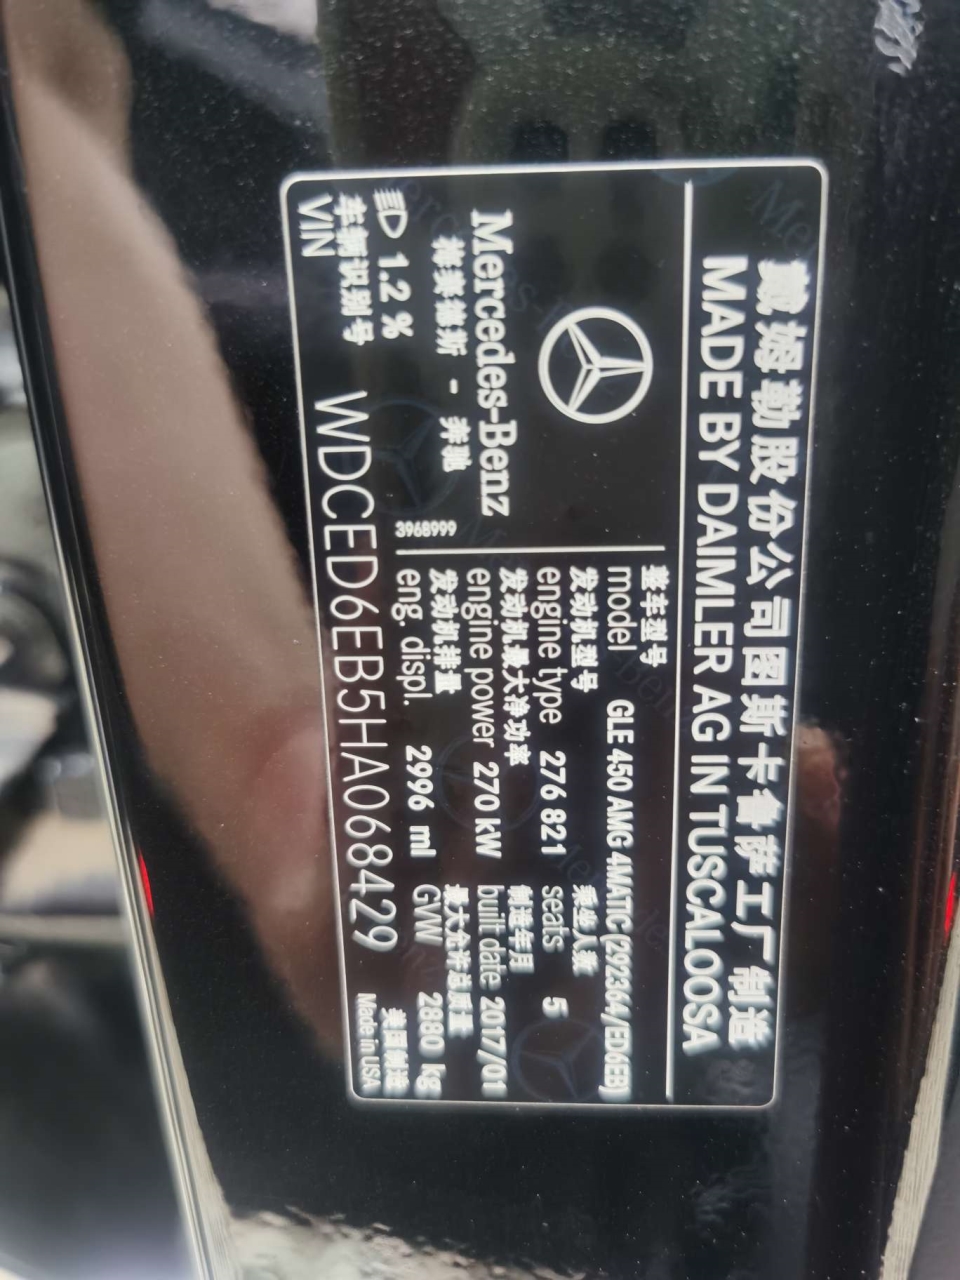 戴姆勒股份公司图斯卡鲁萨工厂制造
MADE BY DAIMLER AG IN TUSCALOOSA
Mercedes-Benz
梅赛德斯 - 奔驰
1.2 %
3968999
整车型号
model GLE 450 AMG 4MATIC (292364/ED6EB)
发动机型号 乘坐人数
engine type 276 821 seats 5
发动机最大净功率 制造年月
engine power 270 kW built date 2017/01
发动机排量 最大允许总质量
eng. displ. 2996 ml GVW 2880 kg
车辆识别号 美国制造
VIN WDCED6EB5HA068429 Made in USA